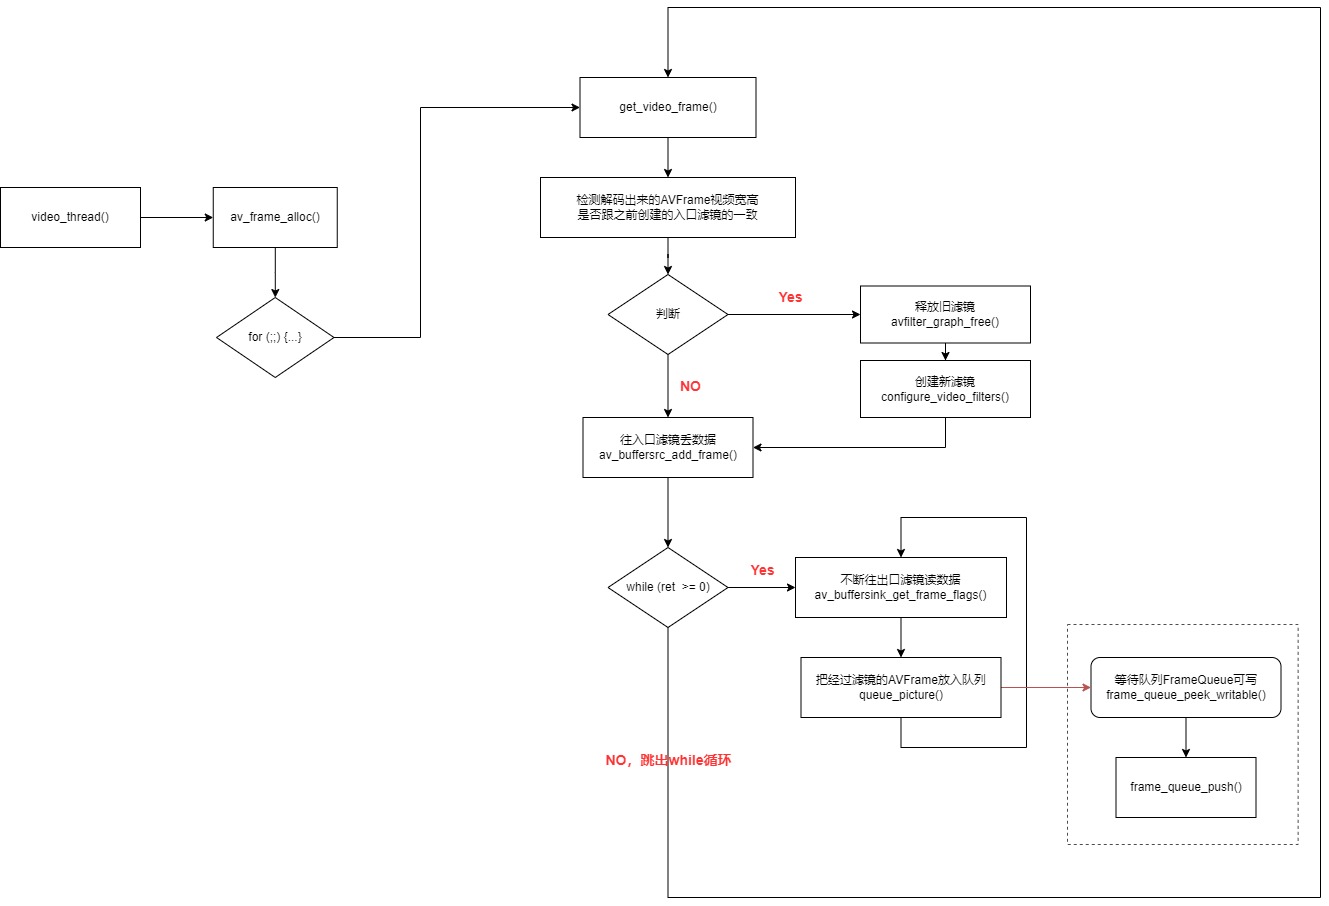 get_video_frame()
video_thread()
av_frame_alloc()
for (;;) {...}
检测解码出来的AVFrame视频宽高
是否跟之前创建的入口滤镜的一致
判断
Yes
释放旧滤镜
avfilter_graph_free()
创建新滤镜
configure_video_filters()
NO
往入口滤镜丢数据
av_buffersrc_add_frame()
while (ret >= 0)
Yes
不断往出口滤镜读数据
av_buffersink_get_frame_flags()
把经过滤镜的AVFrame放入队列
queue_picture()
等待队列FrameQueue可写
frame_queue_peek_writable()
frame_queue_push()
NO，跳出while循环